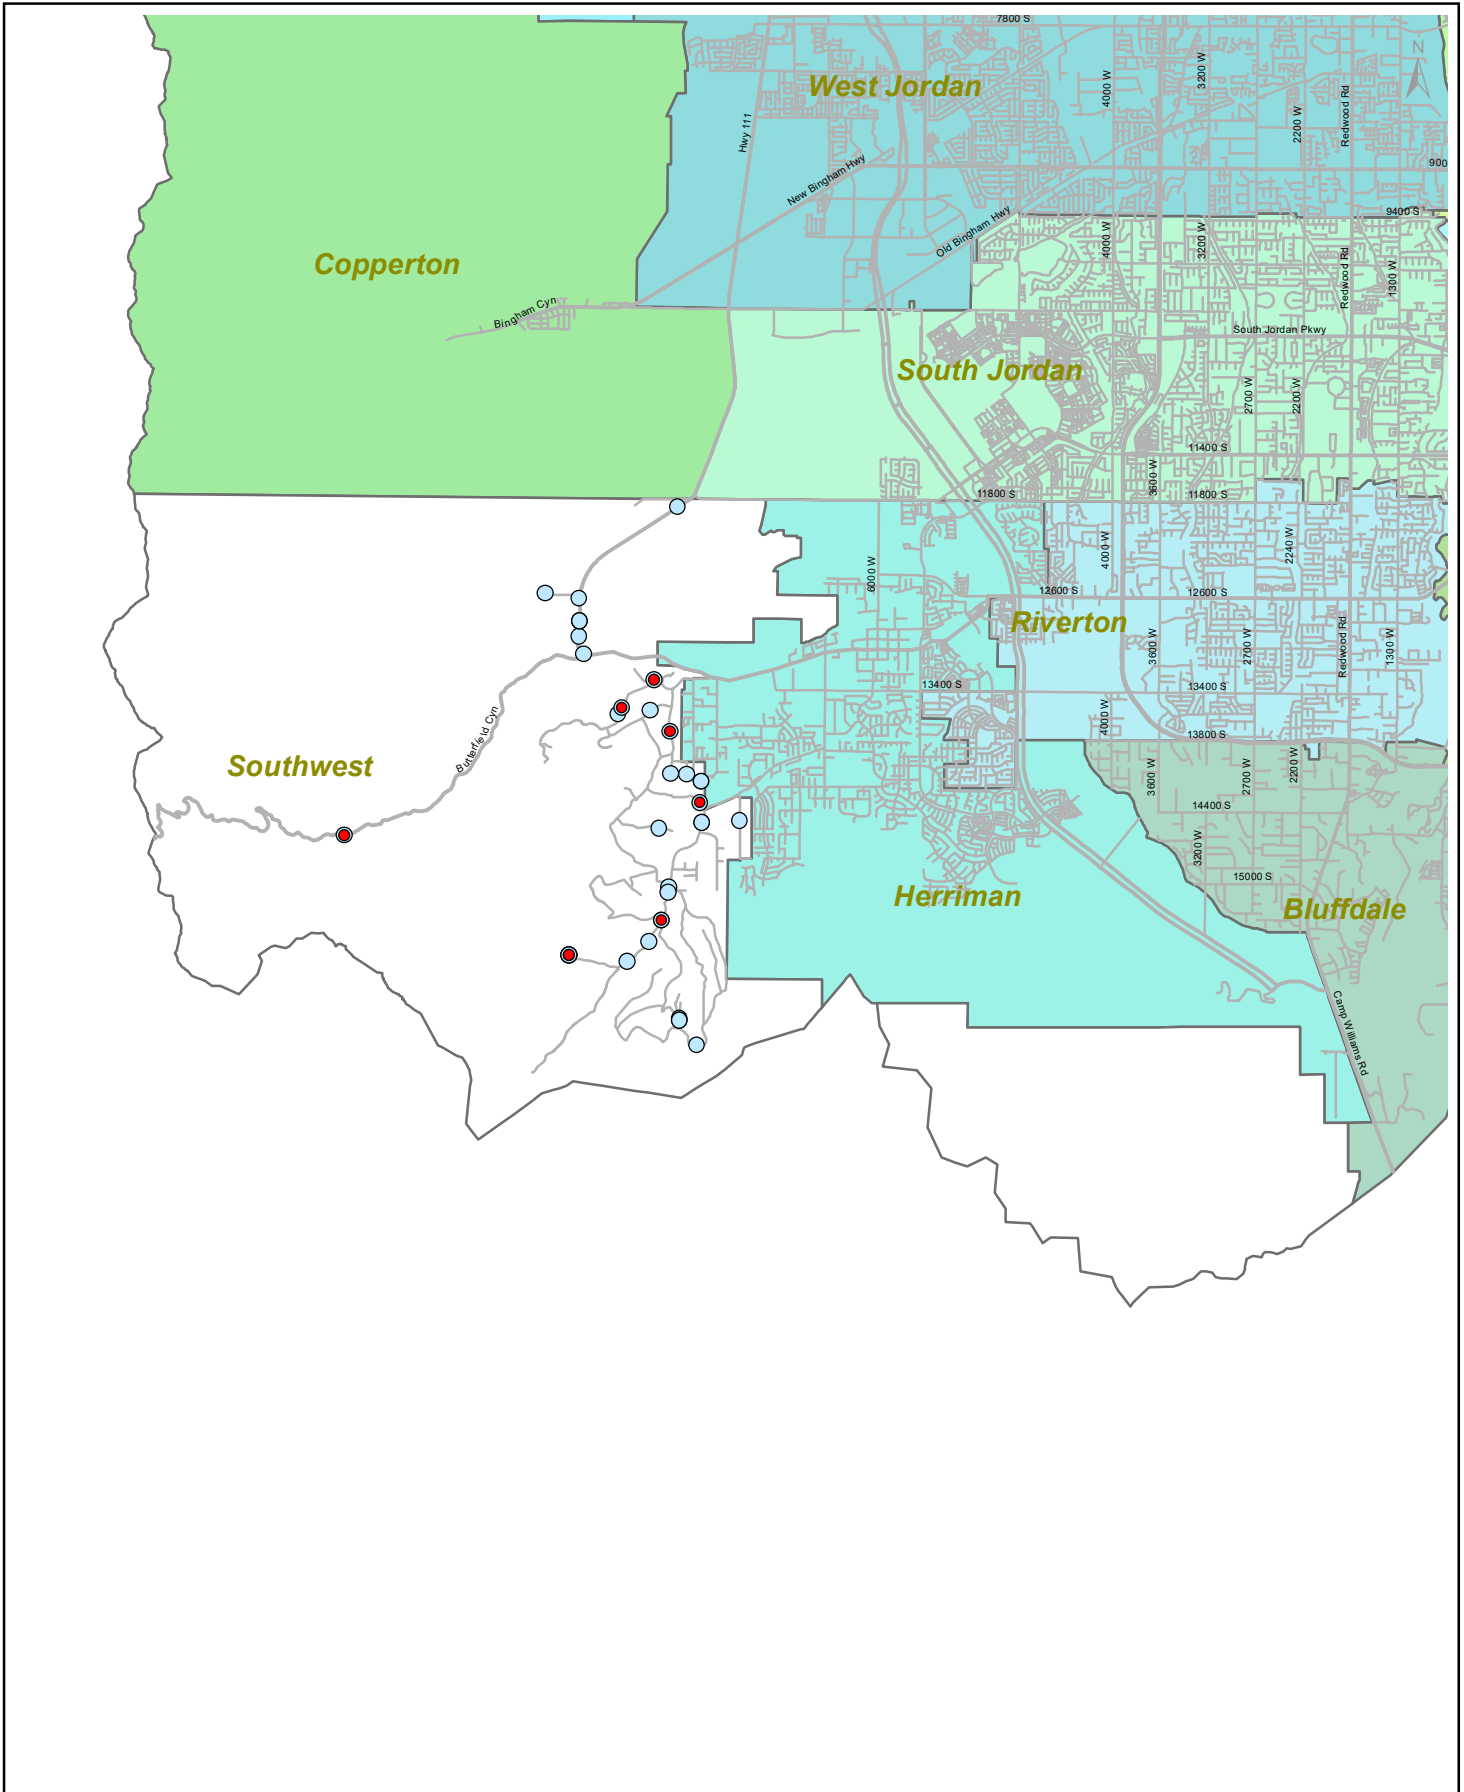 7800 S
N
West Jordan
4000 W
3200 W
2200 W
Redwood Rd
Hwy 111
New Bingham Hwy
900
Old Bingham Hwy
9400 S
4000 W
3200 W
Redwood Rd
1300 W
Copperton
Bingham Cyn
South Jordan Pkwy
South Jordan
2700 W
2200 W
11400 S
3600 W
11800 S
11800 S
4000 W
2240 W
6000 W
12600 S
12600 S
Riverton
3600 W
2700 W
Redwood Rd
1300 W
13400 S
13400 S
4000 W
13800 S
Butterfield Cyn
Southwest
3600 W
2700 W
2200 W
14400 S
3200 W
15000 S
Herriman
Bluffdale
Camp Williams Rd